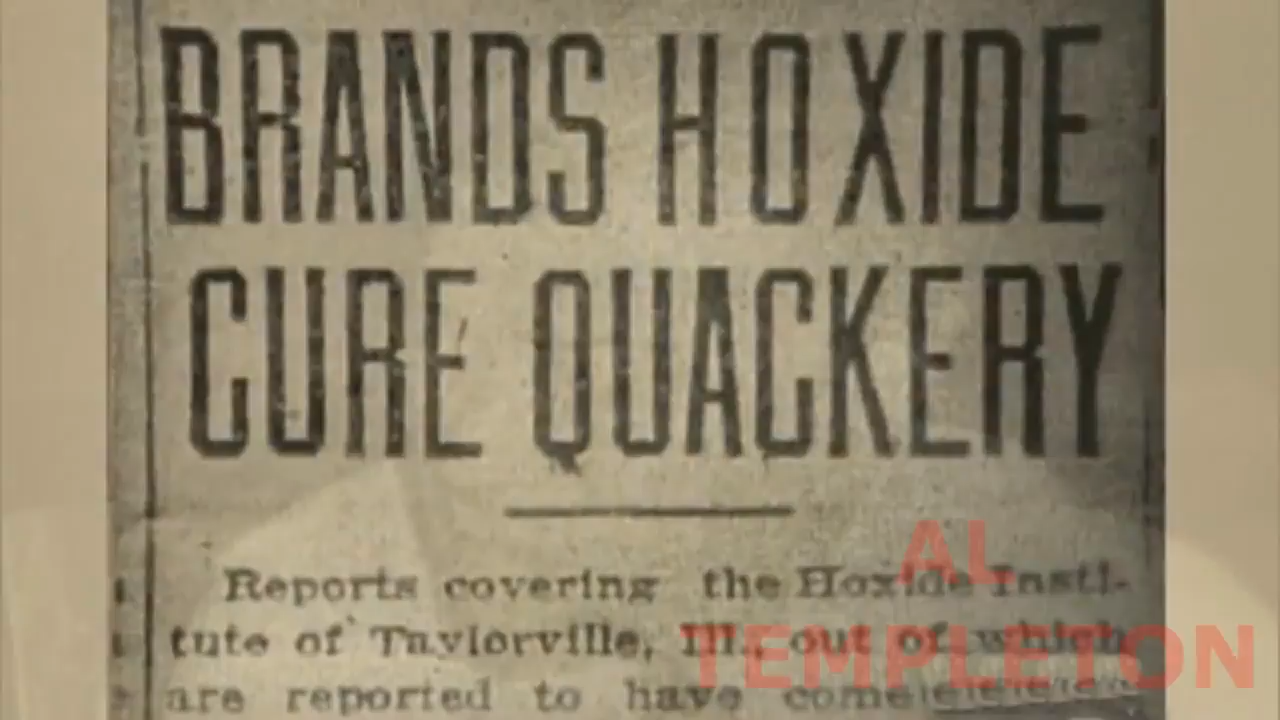 BRANDS HOXIDE
CURE QUACKERY
Reports covering the Hoxide Insti-
tute of Taylorville, Ill., out of which
are reported to have come
AL
TEMPLETON